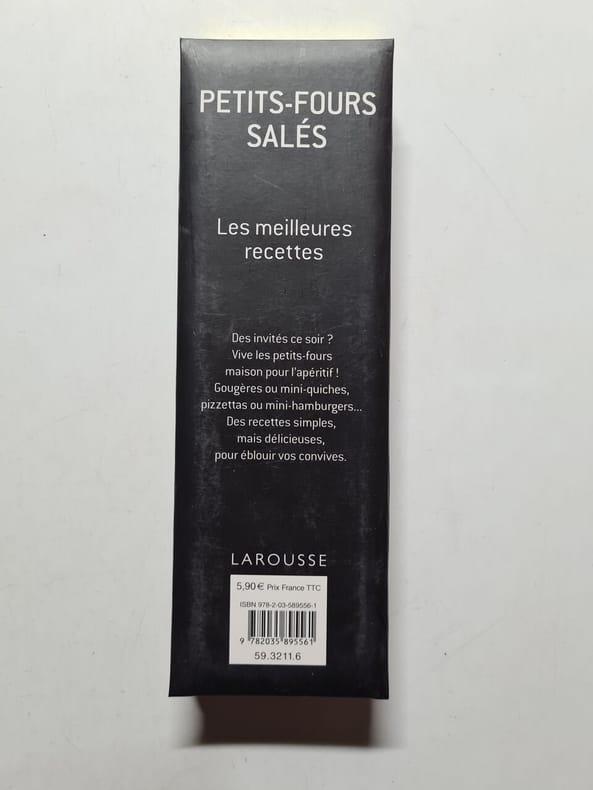 PETITS-FOURS
SALÉS
Les meilleures
recettes
Des invités ce soir ?
Vive les petits-fours
maison pour l'apéritif !
Gougères ou mini-quiches,
pizzettas ou mini-hamburgers...
Des recettes simples,
mais délicieuses,
pour éblouir vos convives.
LAROUSSE
5,90 € Prix France TTC
ISBN 978-2-03-589556-1
9 782035 895561
59.3211.6